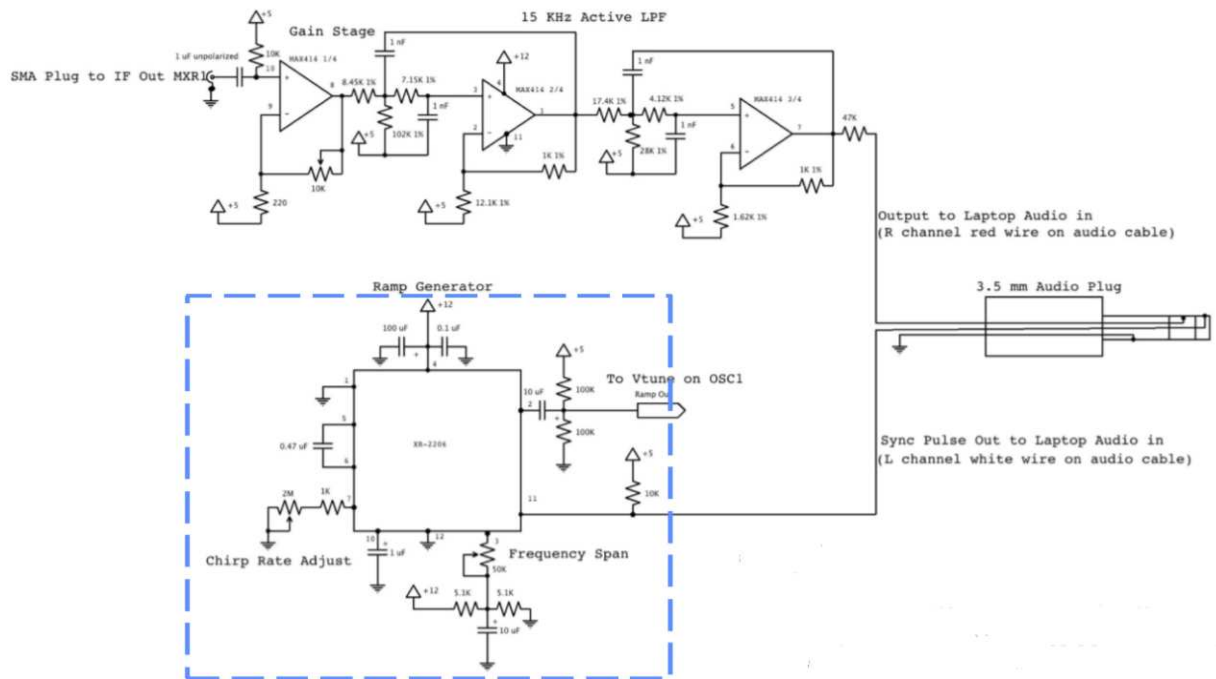 15 KHz Active LPF
+5
Gain Stage
10K
1 nF
+12
1 nF
1 uF unpolarized
MAX414 1/4
SMA Plug to IF Out MXR1
10
+
8
8.45K 1%
7.15K 1%
3
+
4
MAX414 2/4
1
17.4K 1%
4.12K 1%
5
+
MAX414 3/4
7
47K
9
-
1 nF
1 nF
+5
102K 1%
2
-
11
+5
28K 1%
6
-
10K
1K 1%
1K 1%
+5
220
+5
12.1K 1%
+5
1.62K 1%
Output to Laptop Audio in
(R channel red wire on audio cable)
Ramp Generator
3.5 mm Audio Plug
+12
100 uF
0.1 uF
+
4
+5
1
10 uF
100K
To Vtune on OSC1
2
Ramp Ou
5
+
100K
0.47 uF
XR-2206
6
+5
Sync Pulse Out to Laptop Audio in
(L channel white wire on audio cable)
2M
1K
7
11
10K
10
+
1 uF
12
3
Chirp Rate Adjust
Frequency Span
50K
+12
5.1K
5.1K
+
10 uF